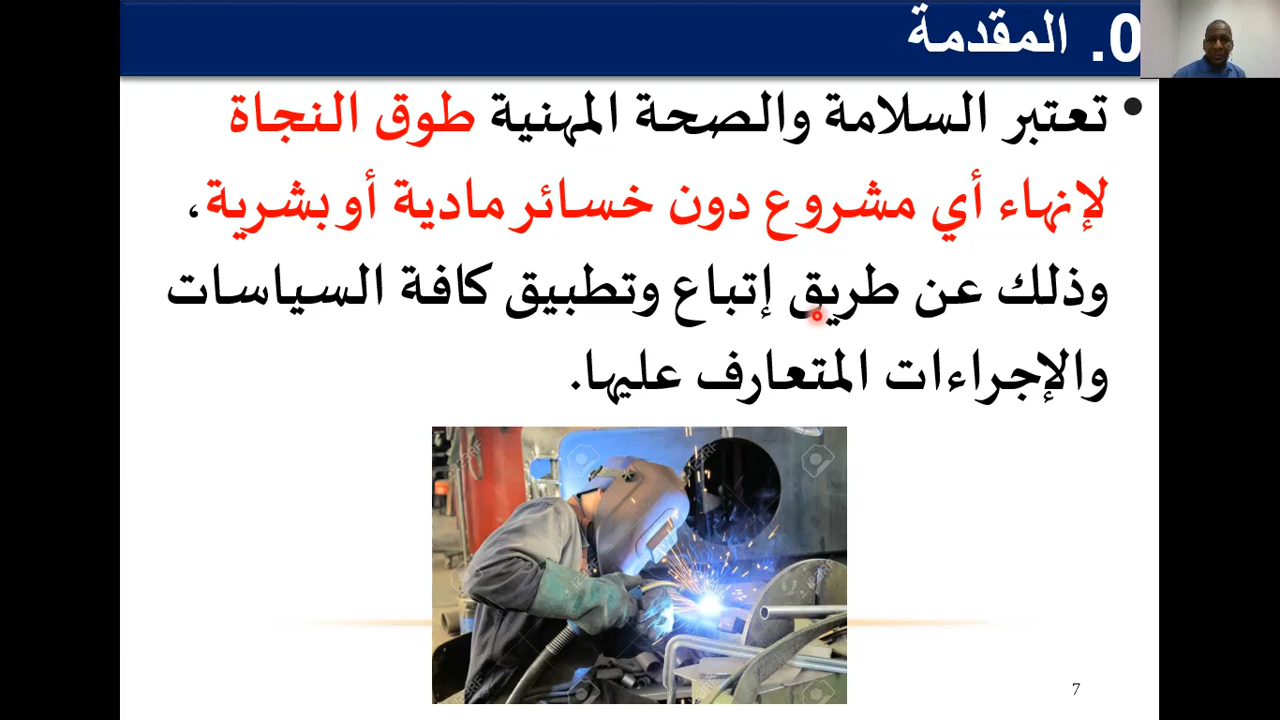 0. المقدمة
• تعتبر السلامة والصحة المهنية طوق النجاة
لإنهاء أي مشروع دون خسائر مادية أو بشرية،
وذلك عن طريق إتباع وتطبيق كافة السياسات
والإجراءات المتعارف عليها.
7